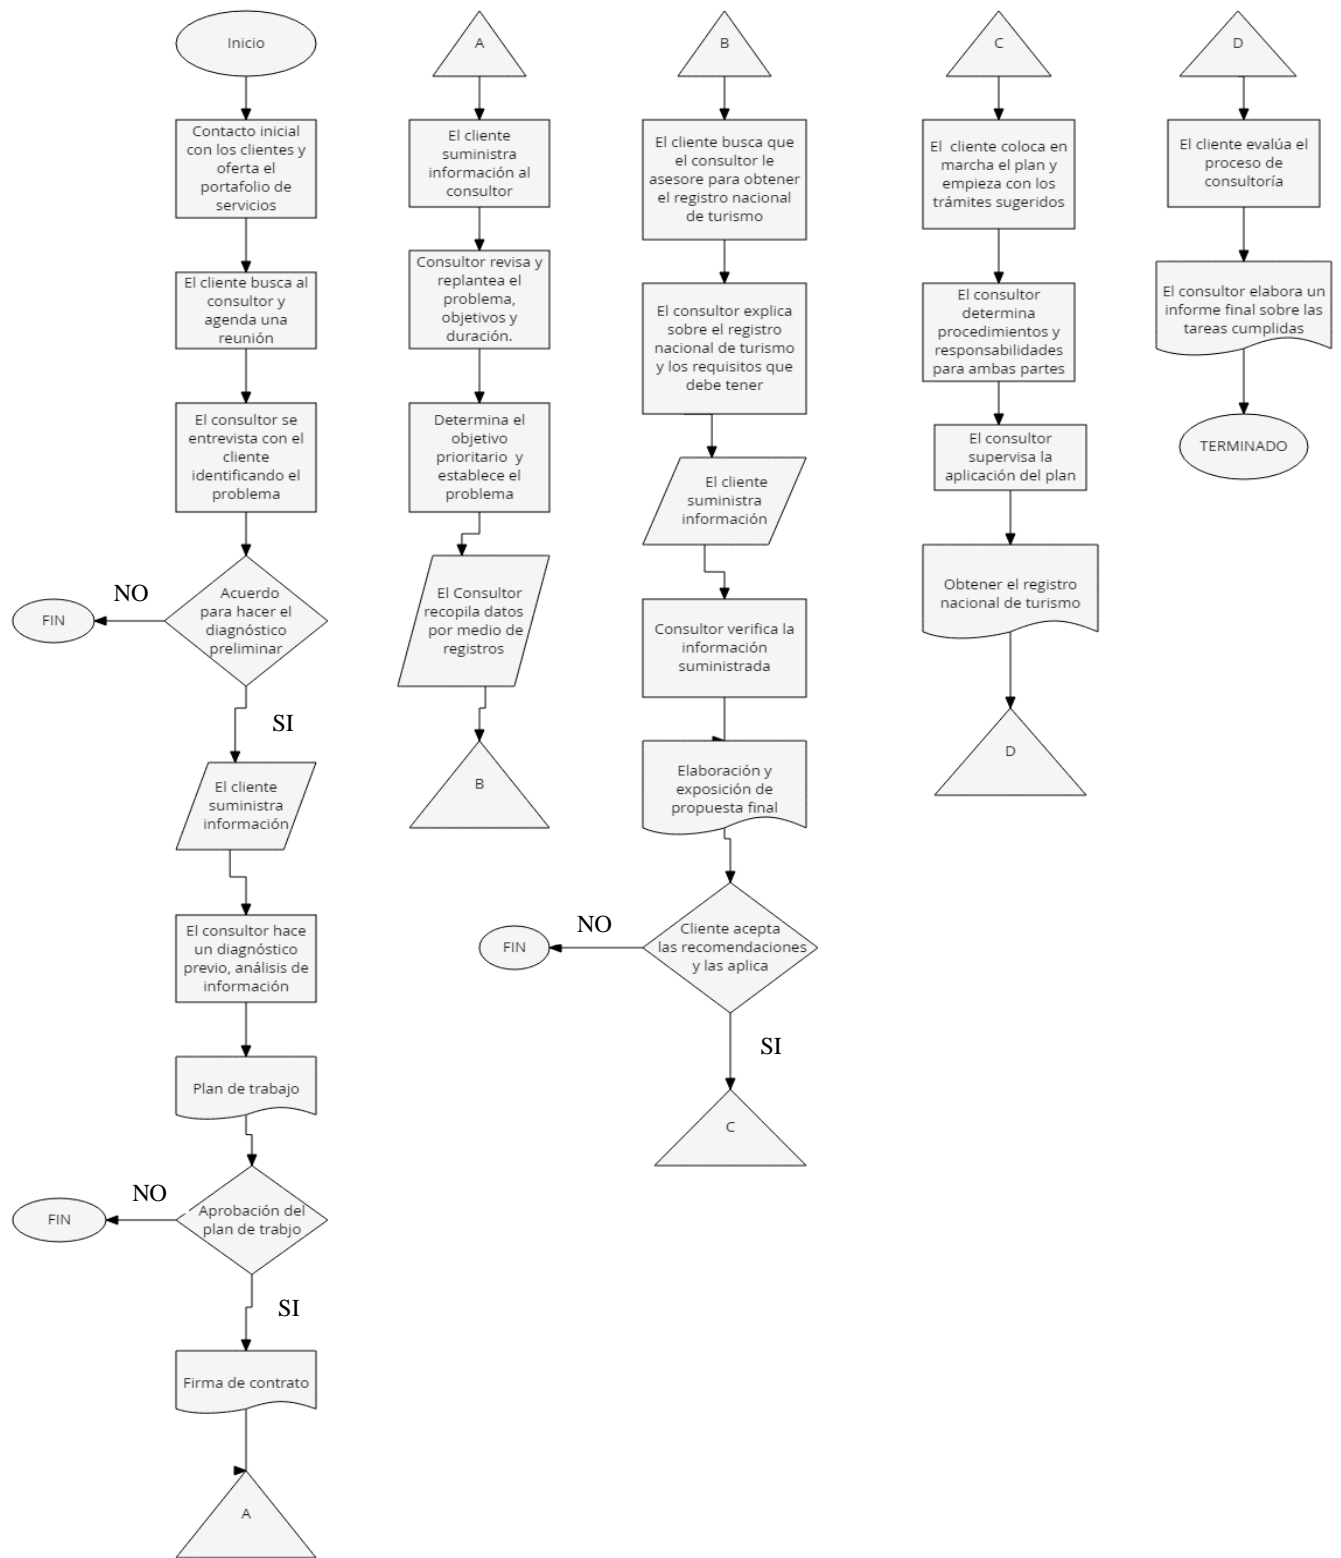 Inicio
Contacto inicial
con los clientes y
oferta el
portafolio de
servicios
El cliente busca al
consultor y
agenda una
reunión
El consultor se
entrevista con el
cliente
identificando el
problema
Acuerdo
para hacer el
diagnóstico
preliminar
NO
FIN
SI
El cliente
suministra
información
El consultor hace
un diagnóstico
previo, análisis de
información
Plan de trabajo
Aprobación del
plan de trabjo
NO
FIN
SI
Firma de contrato
A
A
El cliente
suministra
información al
consultor
Consultor revisa y
replantea el
problema,
objetivos y
duración.
Determina el
objetivo
prioritario y
establece el
problema
El Consultor
recopila datos
por medio de
registros
B
B
El cliente busca que
el consultor le
asesore para obtener
el registro nacional
de turismo
El consultor explica
sobre el registro
nacional de turismo
y los requisitos que
debe tener
El cliente
suministra
información
Consultor verifica la
información
suministrada
Elaboración y
exposición de
propuesta final
Cliente acepta
las recomendaciones
y las aplica
NO
FIN
SI
C
C
El cliente coloca en
marcha el plan y
empieza con los
trámites sugeridos
El consultor
determina
procedimientos y
responsabilidades
para ambas partes
El consultor
supervisa la
aplicación del plan
Obtener el registro
nacional de turismo
D
D
El cliente evalúa el
proceso de
consultoría
El consultor elabora un
informe final sobre las
tareas cumplidas
TERMINADO